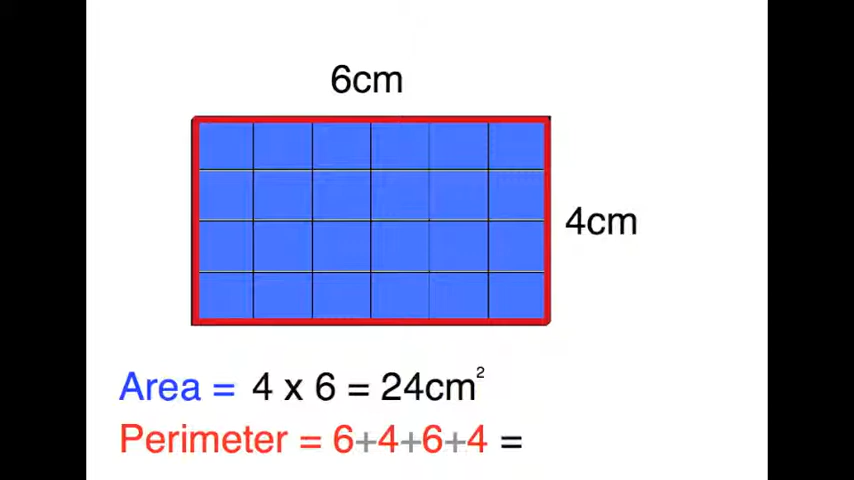 6cm
4cm
Area = 4 x 6 = 24cm²
Perimeter = 6+4+6+4 =